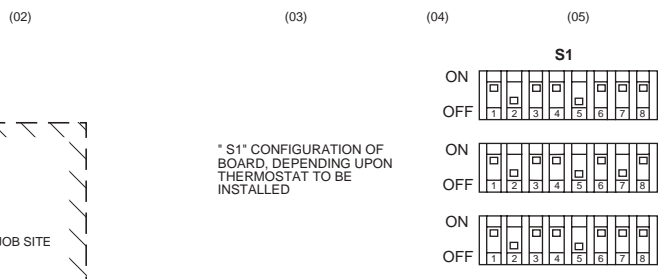 (02) (03) (04) (05)
S1
ON
OFF 1 2 3 4 5 6 7 8
" S1" CONFIGURATION OF
BOARD, DEPENDING UPON
THERMOSTAT TO BE
INSTALLED
ON
OFF 1 2 3 4 5 6 7 8
JOB SITE
ON
OFF 1 2 3 4 5 6 7 8